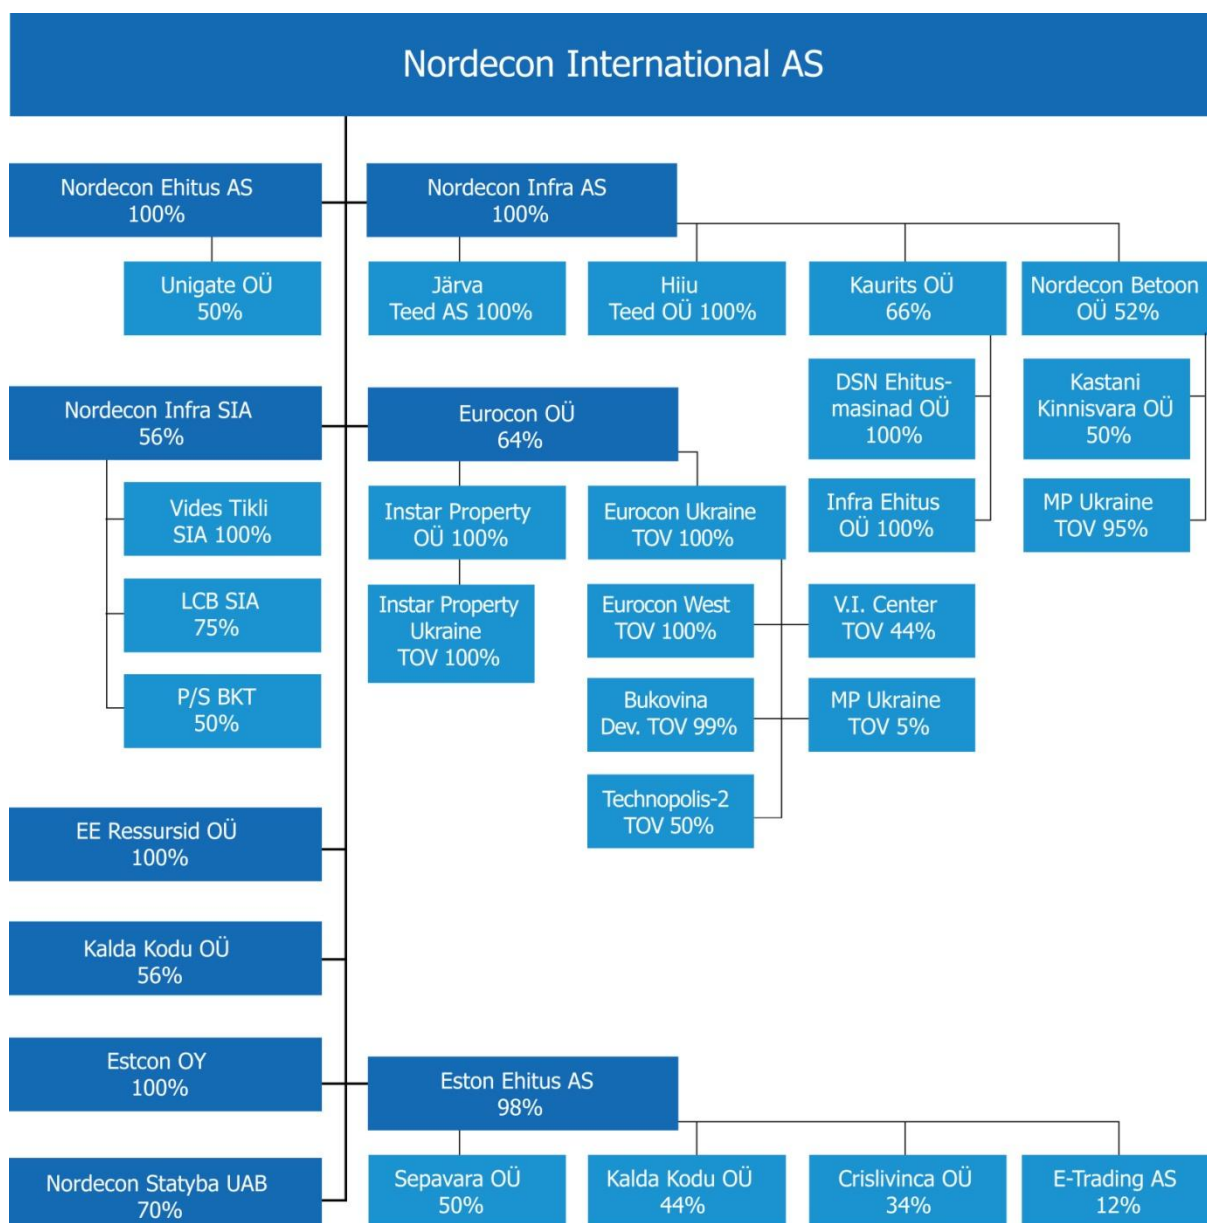 Nordecon International AS
Nordecon Ehitus AS
100%
Nordecon Infra AS
100%
Unigate OÜ
50%
Järva
Teed AS 100%
Hiiu
Teed OÜ 100%
Kaurits OÜ
66%
Nordecon Betoon
OÜ 52%
DSN Ehitus-
masinad OÜ
100%
Kastani
Kinnisvara OÜ
50%
Infra Ehitus
OÜ 100%
MP Ukraine
TOV 95%
Nordecon Infra SIA
56%
Eurocon OÜ
64%
Vides Tikli
SIA 100%
LCB SIA
75%
P/S BKT
50%
Instar Property
OÜ 100%
Instar Property
Ukraine
TOV 100%
Eurocon Ukraine
TOV 100%
Eurocon West
TOV 100%
V.I. Center
TOV 44%
Bukovina
Dev. TOV 99%
MP Ukraine
TOV 5%
Technopolis-2
TOV 50%
EE Ressursid OÜ
100%
Kalda Kodu OÜ
56%
Estcon OY
100%
Eston Ehitus AS
98%
Nordecon Statyba UAB
70%
Sepavara OÜ
50%
Kalda Kodu OÜ
44%
Crislivinca OÜ
34%
E-Trading AS
12%